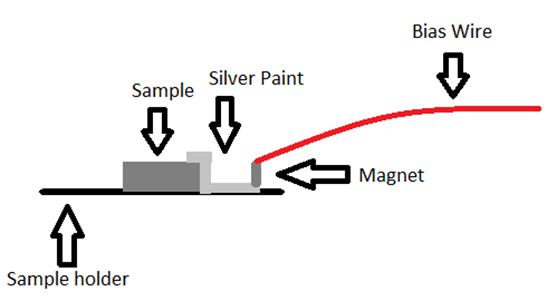 Bias Wire
Silver Paint
Sample
Magnet
Sample holder